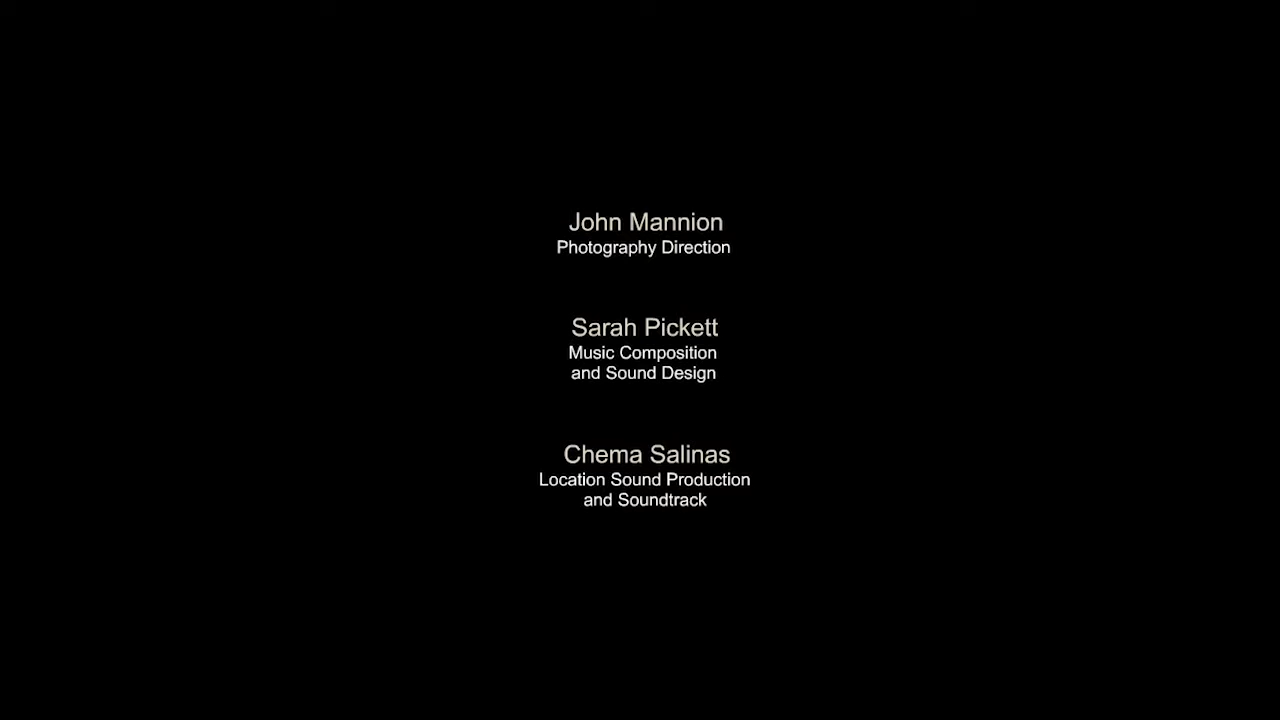 John Mannion
Photography Direction
Sarah Pickett
Music Composition
and Sound Design
Chema Salinas
Location Sound Production
and Soundtrack